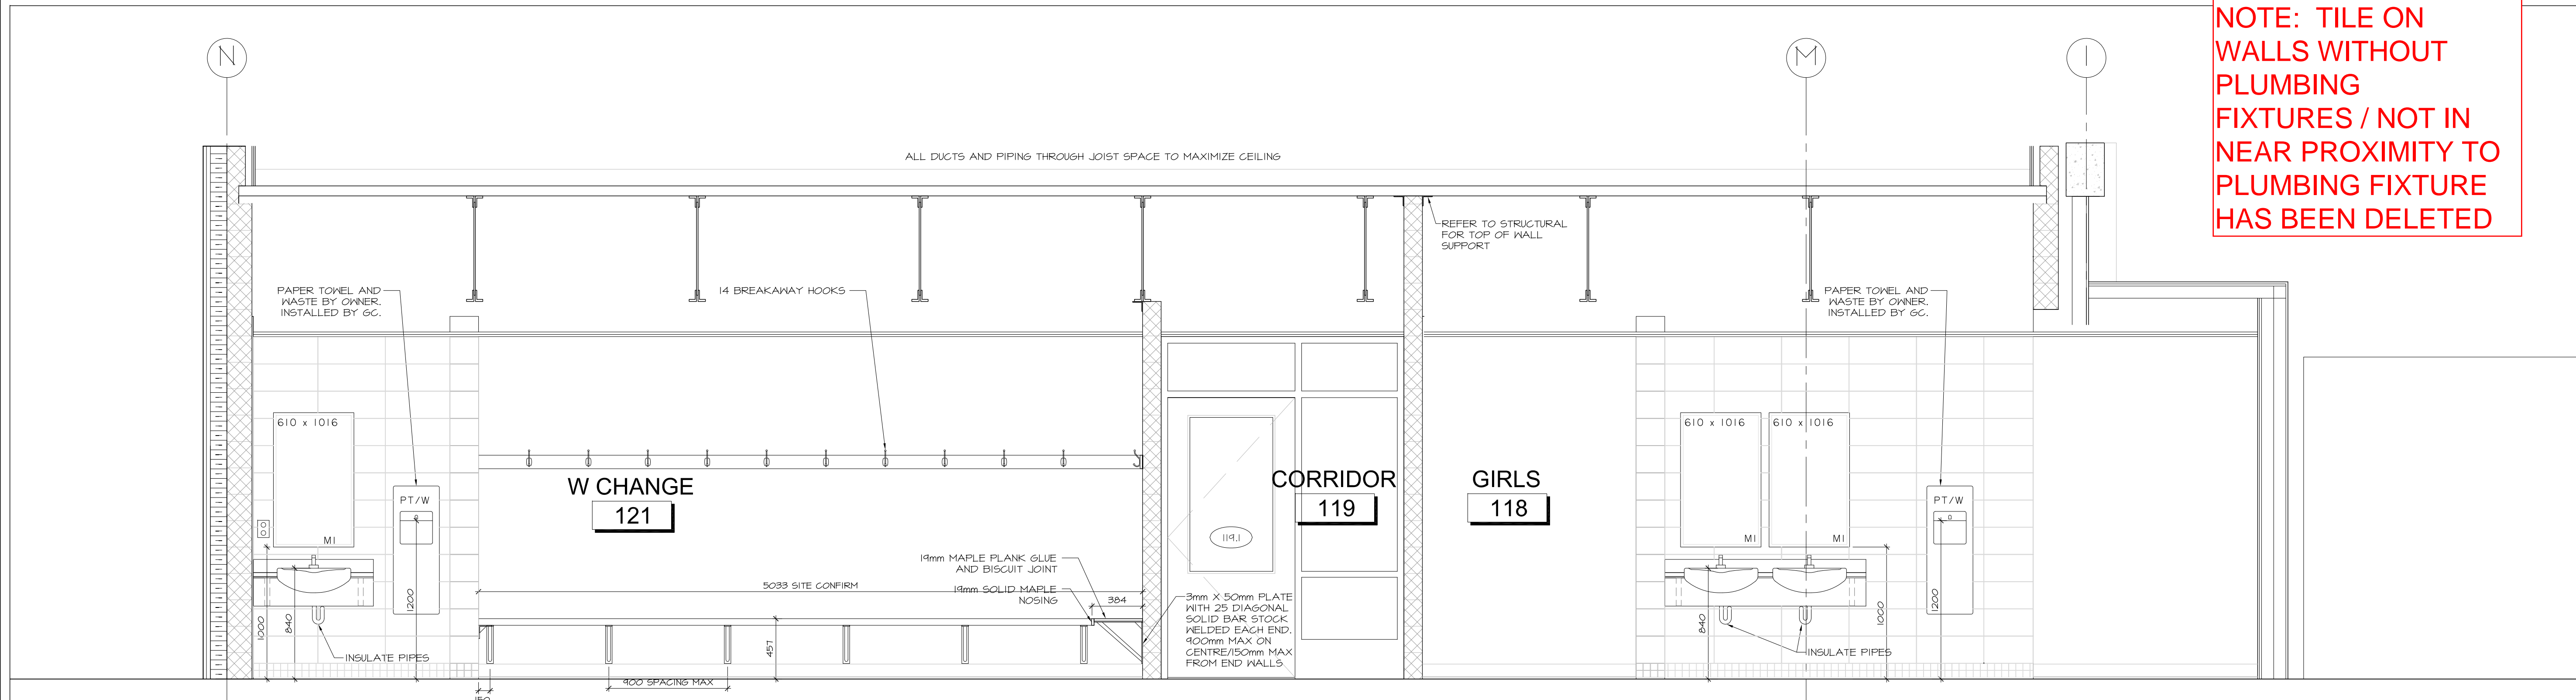 NOTE: TILE ON
WALLS WITHOUT
PLUMBING
FIXTURES / NOT IN
NEAR PROXIMITY TO
PLUMBING FIXTURE
HAS BEEN DELETED
N
M
I
ALL DUCTS AND PIPING THROUGH JOIST SPACE TO MAXIMIZE CEILING
REFER TO STRUCTURAL
FOR TOP OF WALL
SUPPORT
PAPER TOWEL AND
WASTE BY OWNER.
INSTALLED BY GC.
14 BREAKAWAY HOOKS
PAPER TOWEL AND
WASTE BY OWNER.
INSTALLED BY GC.
610 x 1016
MI
PT/W
W CHANGE
121
CORRIDOR
119
119.1
GIRLS
118
610 x 1016
MI
610 x 1016
MI
PT/W
19mm MAPLE PLANK GLUE
AND BISCUIT JOINT
19mm SOLID MAPLE
NOSING
5033 SITE CONFIRM
384
3mm X 50mm PLATE
WITH 25 DIAGONAL
SOLID BAR STOCK
WELDED EACH END.
900mm MAX ON
CENTRE/150mm MAX
FROM END WALLS
1000
840
1200
INSULATE PIPES
457
900 SPACING MAX
150
840
1000
1200
INSULATE PIPES